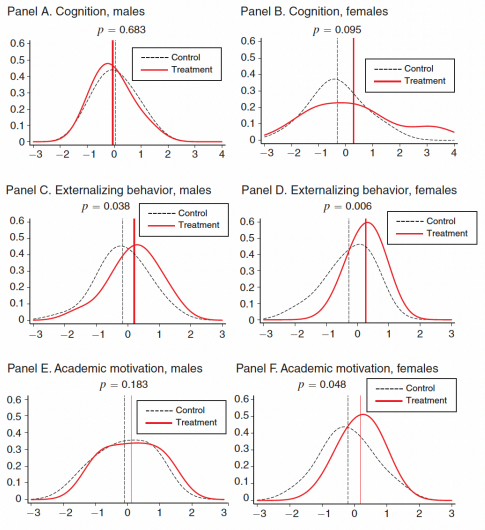 Panel A. Cognition, males
p = 0.683
Control
Treatment
0.6
0.5
0.4
0.3
0.2
0.1
0
−3 −2 −1 0 1 2 3 4
Panel B. Cognition, females
p = 0.095
Control
Treatment
0.6
0.5
0.4
0.3
0.2
0.1
0
−3 −2 −1 0 1 2 3 4
Panel C. Externalizing behavior, males
p = 0.038
Control
Treatment
0.6
0.5
0.4
0.3
0.2
0.1
0
−3 −2 −1 0 1 2 3
Panel D. Externalizing behavior, females
p = 0.006
Control
Treatment
0.6
0.5
0.4
0.3
0.2
0.1
0
−3 −2 −1 0 1 2 3
Panel E. Academic motivation, males
p = 0.183
Control
Treatment
0.6
0.5
0.4
0.3
0.2
0.1
0
−3 −2 −1 0 1 2 3
Panel F. Academic motivation, females
p = 0.048
Control
Treatment
0.6
0.5
0.4
0.3
0.2
0.1
0
−3 −2 −1 0 1 2 3